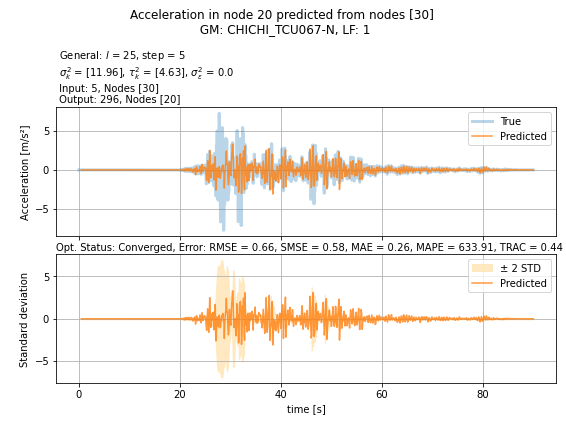 Acceleration in node 20 predicted from nodes [30]
GM: CHICHI_TCU067-N, LF: 1
General: l = 25, step = 5
σ²ₖ = [11.96], τ²ₖ = [4.63], σ²ε = 0.0
Input: 5, Nodes [30]
Output: 296, Nodes [20]
Acceleration [m/s²]
5
0
−5
True
Predicted
Opt. Status: Converged, Error: RMSE = 0.66, SMSE = 0.58, MAE = 0.26, MAPE = 633.91, TRAC = 0.44
Standard deviation
5
0
−5
± 2 STD
Predicted
0 20 40 60 80
time [s]